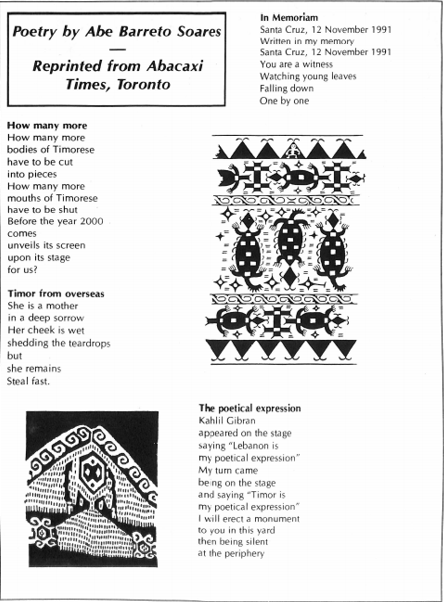 Poetry by Abe Barreto Soares
—
Reprinted from Abacaxi
Times, Toronto
In Memoriam
Santa Cruz, 12 November 1991
Written in my memory
Santa Cruz, 12 November 1991
You are a witness
Watching young leaves
Falling down
One by one
How many more
How many more
bodies of Timorese
have to be cut
into pieces
How many more
mouths of Timorese
have to be shut
Before the year 2000
comes
unveils its screen
upon its stage
for us?
Timor from overseas
She is a mother
in a deep sorrow
Her cheek is wet
shedding the teardrops
but
she remains
Steal fast.
The poetical expression
Kahlil Gibran
appeared on the stage
saying "Lebanon is
my poetical expression"
My turn came
being on the stage
and saying "Timor is
my poetical expression"
I will erect a monument
to you in this yard
then being silent
at the periphery